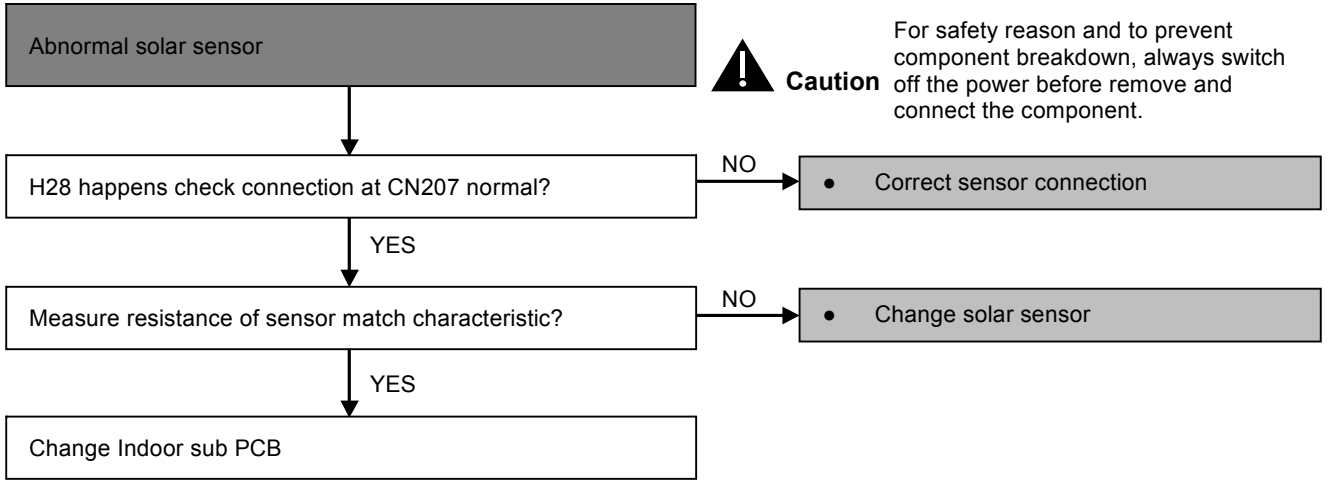 Abnormal solar sensor
Caution
For safety reason and to prevent
component breakdown, always switch
off the power before remove and
connect the component.
H28 happens check connection at CN207 normal?
NO
● Correct sensor connection
YES
Measure resistance of sensor match characteristic?
NO
● Change solar sensor
YES
Change Indoor sub PCB